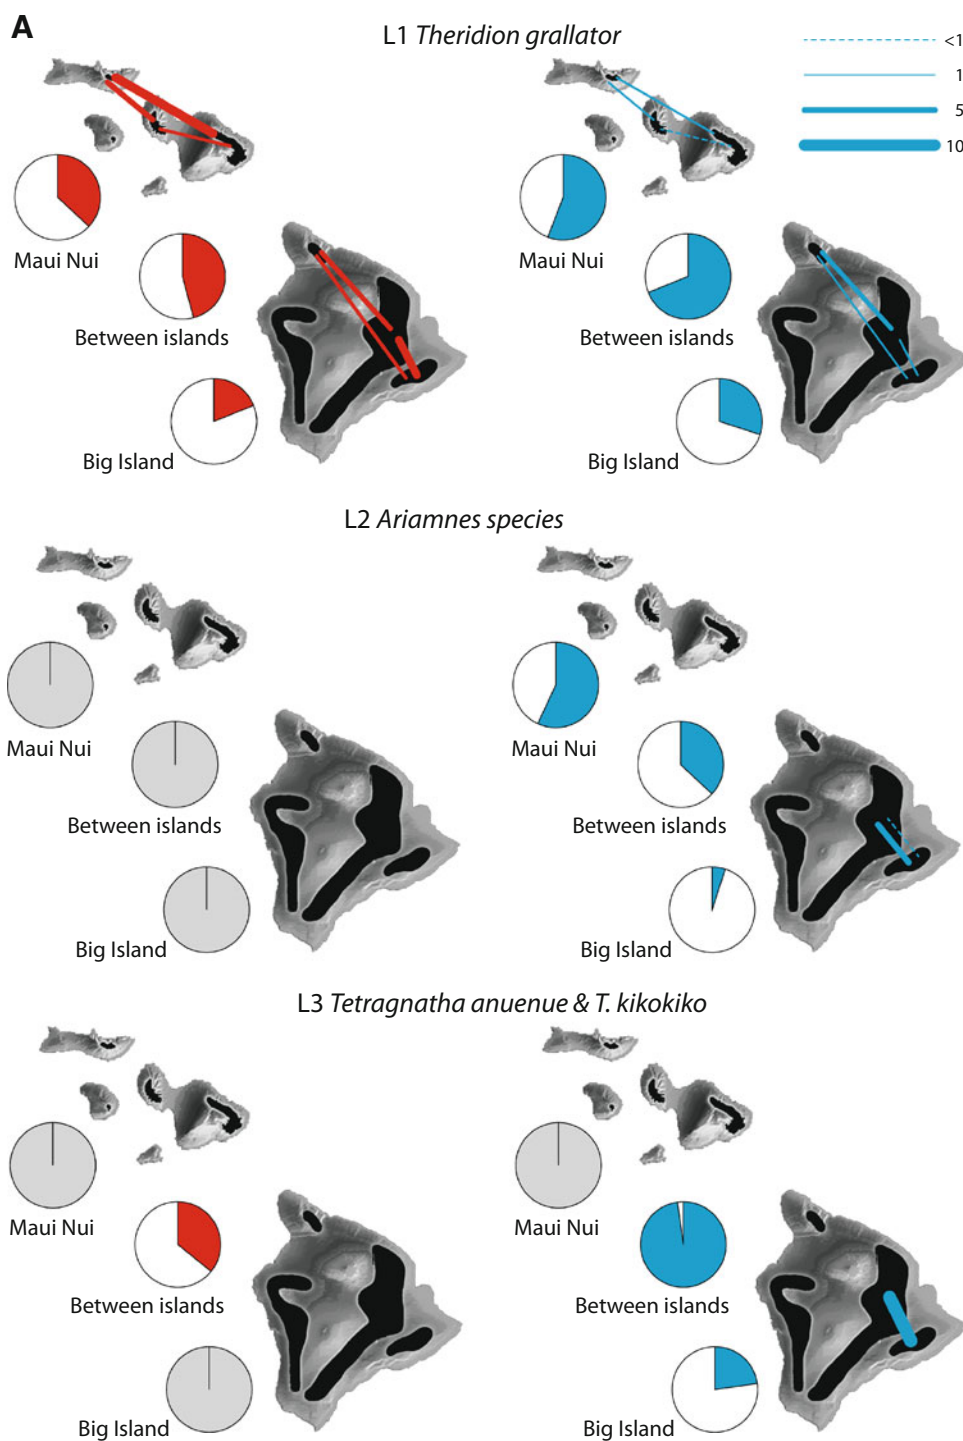 A
L1 Theridion grallator
<1
1
5
10
Maui Nui
Maui Nui
Between islands
Between islands
Big Island
Big Island
L2 Ariamnes species
Maui Nui
Maui Nui
Between islands
Between islands
Big Island
Big Island
L3 Tetragnatha anuenue & T. kikokiko
Maui Nui
Maui Nui
Between islands
Between islands
Big Island
Big Island